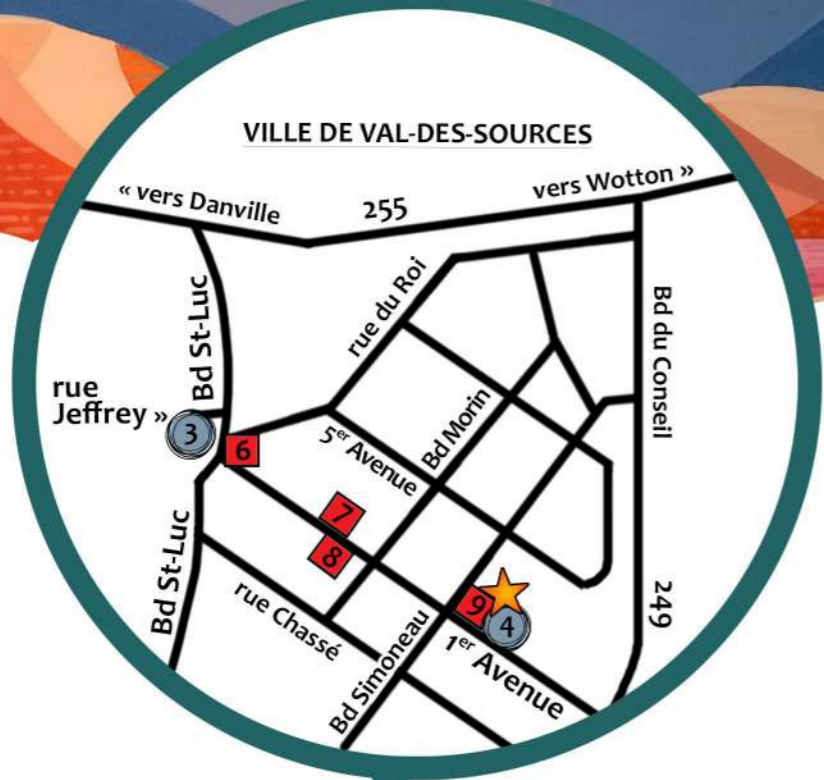 VILLE DE VAL-DES-SOURCES
« vers Danville
255
vers Wotton »
Bd St-Luc
rue du Roi
Bd du Conseil
rue
Jeffrey »
3
6
5er Avenue
Bd Morin
7
8
Bd St-Luc
rue Chassé
9
4
249
Bd Simoneau
1er Avenue